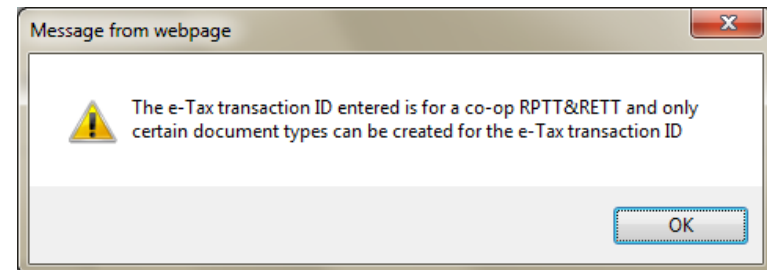 Message from webpage
The e-Tax transaction ID entered is for a co-op RPTT&RETT and only
certain document types can be created for the e-Tax transaction ID
OK